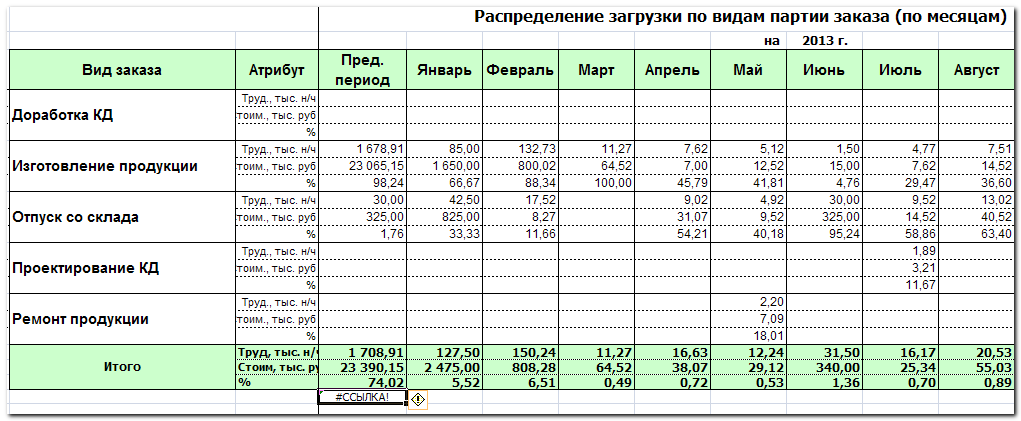 Распределение загрузки по видам партии заказа (по месяцам)
на 2013 г.
Вид заказа Атрибут Пред. период Январь Февраль Март Апрель Май Июнь Июль Август
Доработка КД
Труд., тыс. н/ч
тоим., тыс. руб
%
Изготовление продукции
Труд., тыс. н/ч 1 678,91 85,00 132,73 11,27 7,62 5,12 1,50 4,77 7,51
тоим., тыс. руб 23 065,15 1 650,00 800,02 64,52 7,00 12,52 15,00 7,62 14,52
% 98,24 66,67 88,34 100,00 45,79 41,81 4,76 29,47 36,60
Отпуск со склада
Труд., тыс. н/ч 30,00 42,50 17,52 9,02 4,92 30,00 9,52 13,02
тоим., тыс. руб 325,00 825,00 8,27 31,07 9,52 325,00 14,52 40,52
% 1,76 33,33 11,66 54,21 40,18 95,24 58,86 63,40
Проектирование КД
Труд., тыс. н/ч 1,89
тоим., тыс. руб 3,21
% 11,67
Ремонт продукции
Труд., тыс. н/ч 2,20
тоим., тыс. руб 7,09
% 18,01
Итого
Труд, тыс. н/ч 1 708,91 127,50 150,24 11,27 16,63 12,24 31,50 16,17 20,53
Стоим, тыс. ру 23 390,15 2 475,00 808,28 64,52 38,07 29,12 340,00 25,34 55,03
% 74,02 5,52 6,51 0,49 0,72 0,53 1,36 0,70 0,89
#ССЫЛКА!